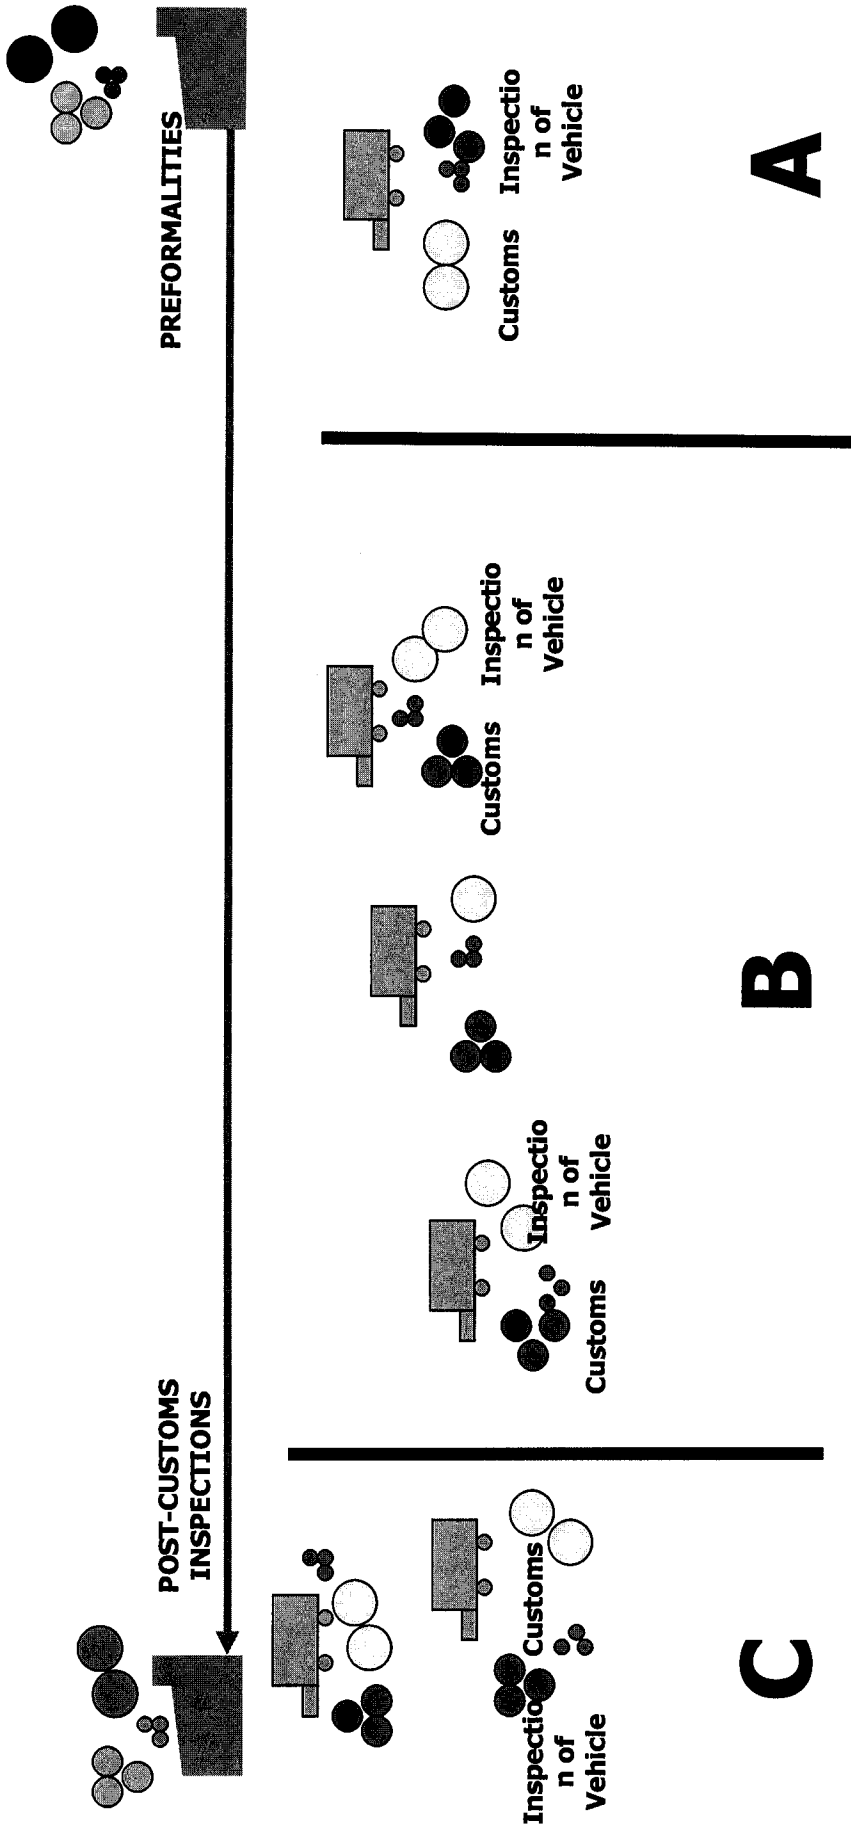 POST-CUSTOMS
INSPECTIONS
PREFORMALITIES
Inspectio
n of
Vehicle
Customs
Customs
Inspectio
n of
Vehicle
Customs
Inspectio
n of
Vehicle
Customs
Inspectio
n of
Vehicle
C
B
A